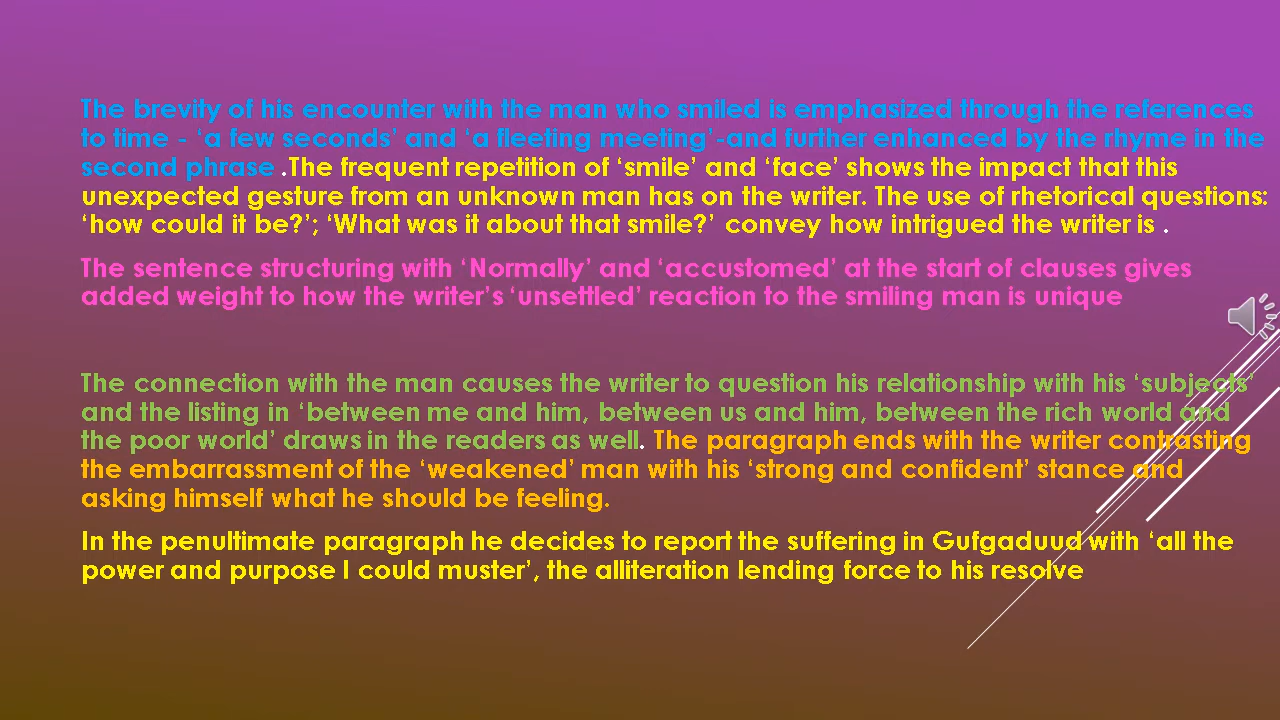 The brevity of his encounter with the man who smiled is emphasized through the references
to time - ‘a few seconds’ and ‘a fleeting meeting’-and further enhanced by the rhyme in the
second phrase .The frequent repetition of ‘smile’ and ‘face’ shows the impact that this
unexpected gesture from an unknown man has on the writer. The use of rhetorical questions:
‘how could it be?’; ‘What was it about that smile?’ convey how intrigued the writer is .
The sentence structuring with ‘Normally’ and ‘accustomed’ at the start of clauses gives
added weight to how the writer’s ‘unsettled’ reaction to the smiling man is unique
The connection with the man causes the writer to question his relationship with his ‘subjects’
and the listing in ‘between me and him, between us and him, between the rich world and
the poor world’ draws in the readers as well. The paragraph ends with the writer contrasting
the embarrassment of the ‘weakened’ man with his ‘strong and confident’ stance and
asking himself what he should be feeling.
In the penultimate paragraph he decides to report the suffering in Gufgaduud with ‘all the
power and purpose I could muster’, the alliteration lending force to his resolve